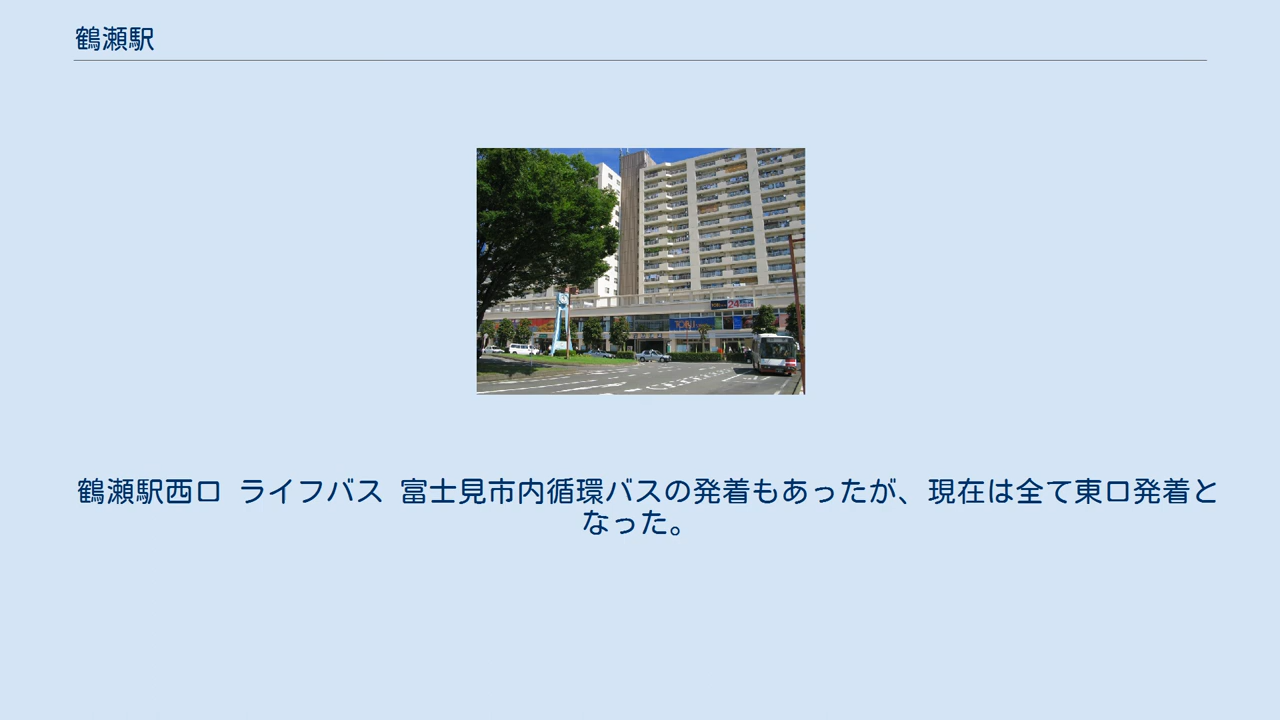 鶴瀬駅
鶴瀬駅西口 ライフバス 富士見市内循環バスの発着もあったが、現在は全て東口発着と
なった。